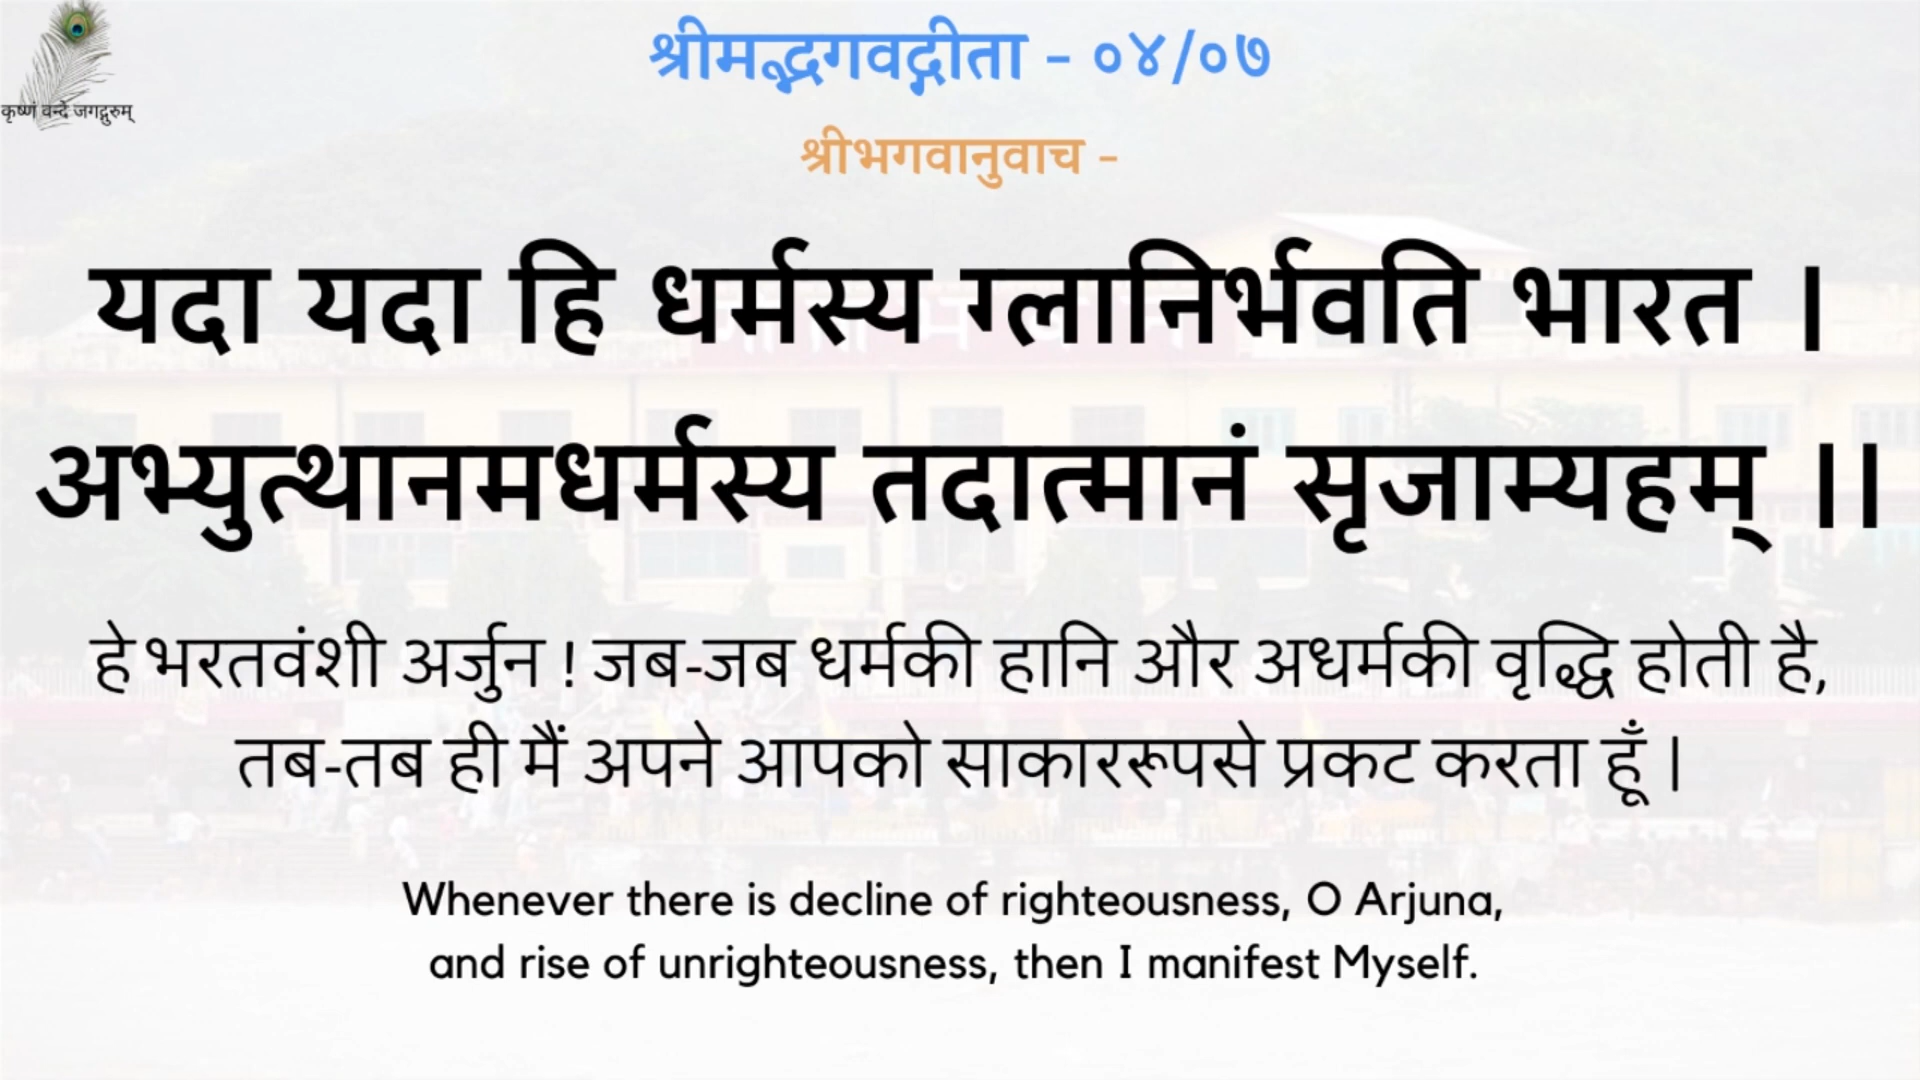 श्रीमद्भगवद्गीता - ०४/०७
कृष्णं वन्दे जगद्गुरुम्
श्रीभगवानुवाच -
यदा यदा हि धर्मस्य ग्लानिर्भवति भारत ।
अभ्युत्थानमधर्मस्य तदात्मानं सृजाम्यहम् ।।
हे भरतवंशी अर्जुन ! जब-जब धर्मकी हानि और अधर्मकी वृद्धि होती है,
तब-तब ही मैं अपने आपको साकाररूपसे प्रकट करता हूँ |
Whenever there is decline of righteousness, O Arjuna,
and rise of unrighteousness, then I manifest Myself.